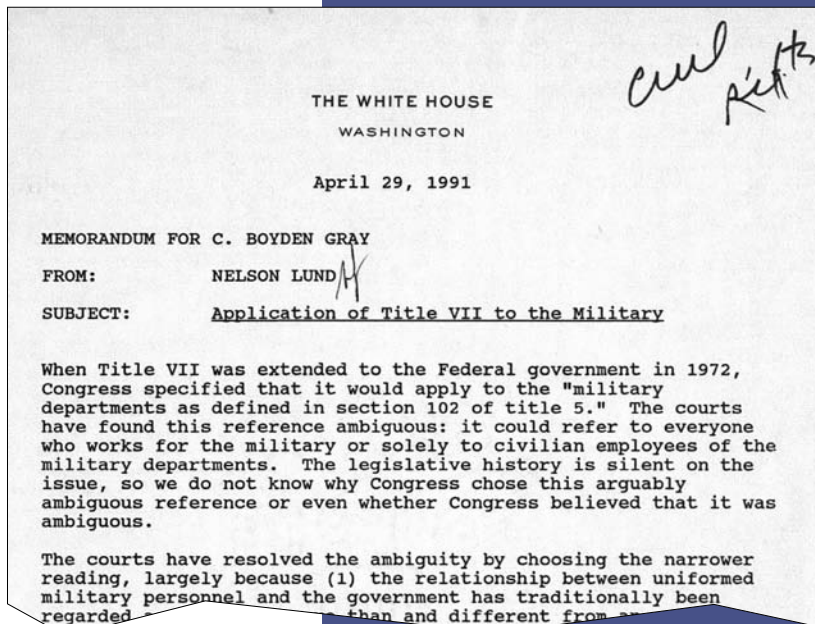 civil
rights
THE WHITE HOUSE
WASHINGTON
April 29, 1991
MEMORANDUM FOR C. BOYDEN GRAY
FROM: NELSON LUND
SUBJECT: Application of Title VII to the Military
When Title VII was extended to the Federal government in 1972,
Congress specified that it would apply to the "military
departments as defined in section 102 of title 5." The courts
have found this reference ambiguous: it could refer to everyone
who works for the military or solely to civilian employees of the
military departments. The legislative history is silent on the
issue, so we do not know why Congress chose this arguably
ambiguous reference or even whether Congress believed that it was
ambiguous.
The courts have resolved the ambiguity by choosing the narrower
reading, largely because (1) the relationship between uniformed
military personnel and the government has traditionally been
regarded than and different from